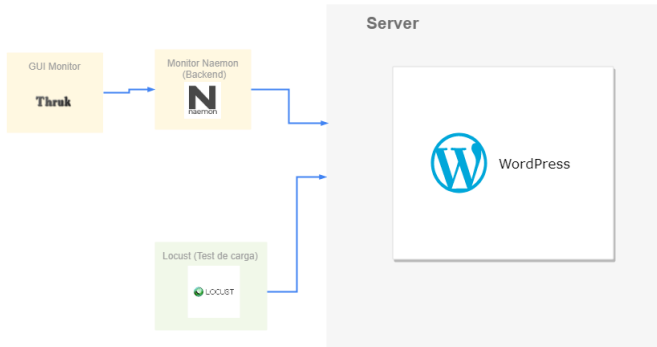 Server
GUI Monitor
Thruk
Monitor Naemon
(Backend)
N
naemon
WordPress
Locust (Test de carga)
LOCUST